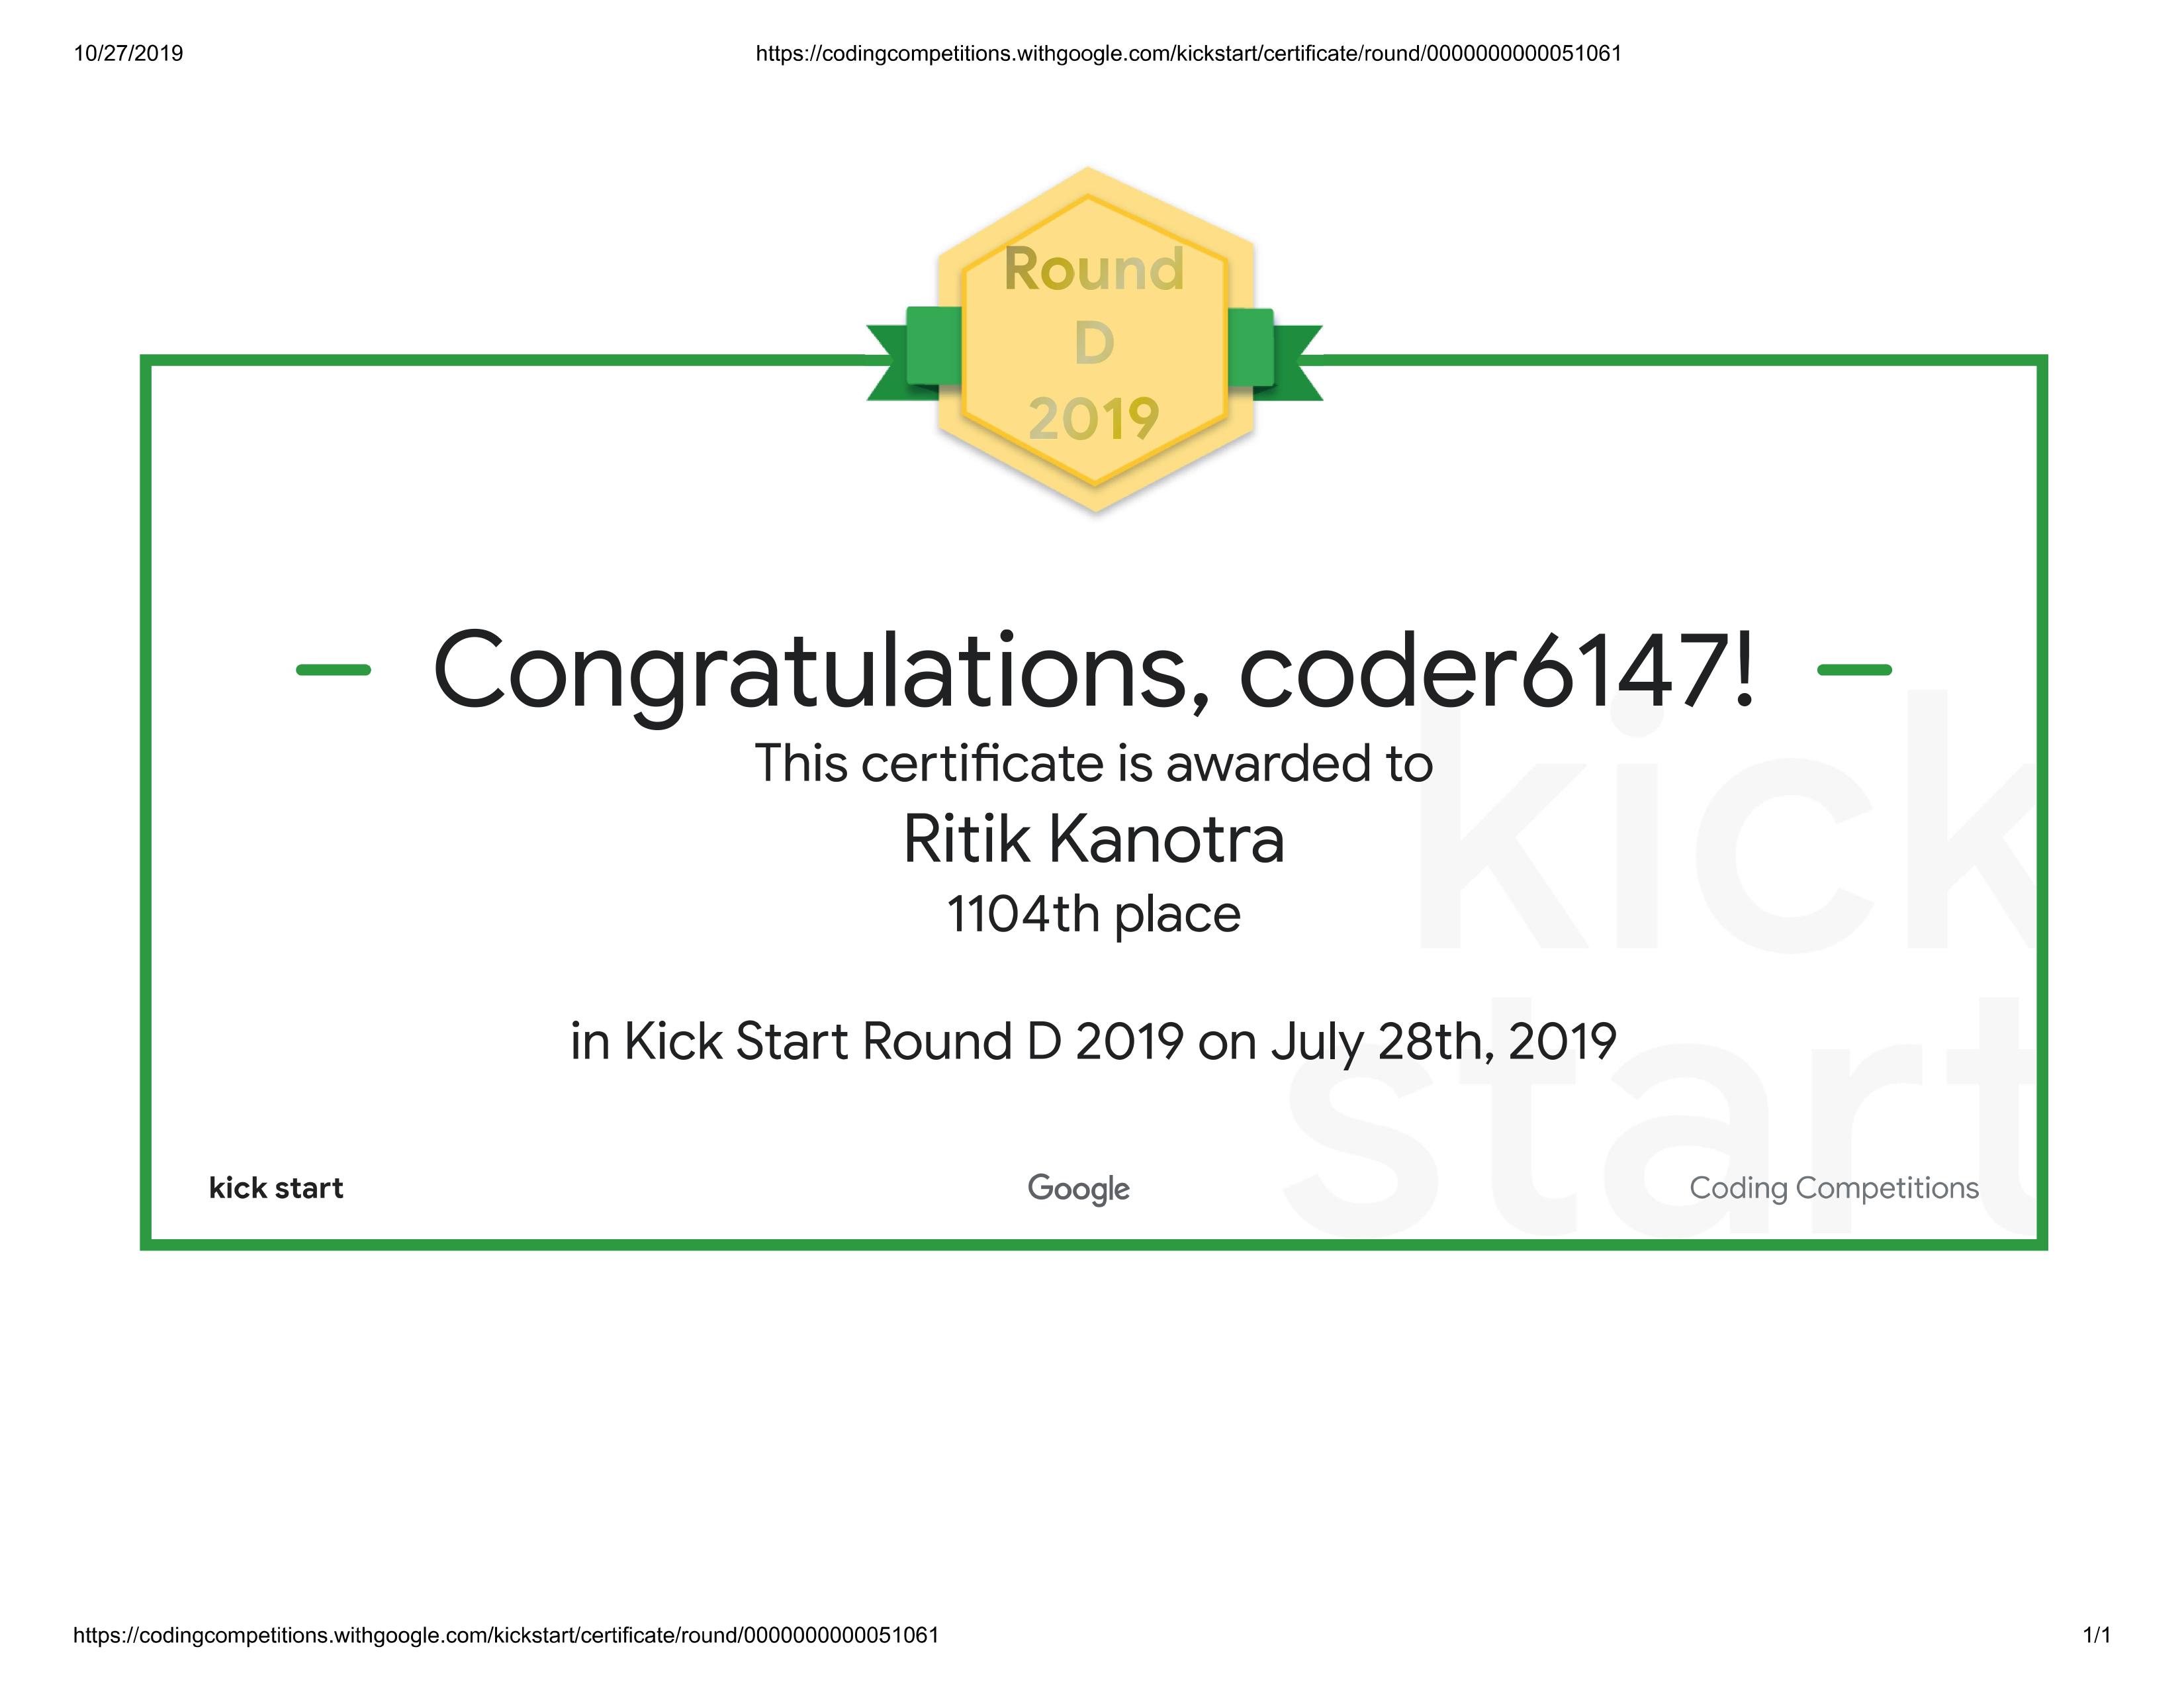 10/27/2019
https://codingcompetitions.withgoogle.com/kickstart/certificate/round/0000000000051061
Round
D
2019
Congratulations, coder6147!
This certificate is awarded to
Ritik Kanotra
1104th place
in Kick Start Round D 2019 on July 28th, 2019
kick
start
kick start
Google
Coding Competitions
https://codingcompetitions.withgoogle.com/kickstart/certificate/round/0000000000051061
1/1